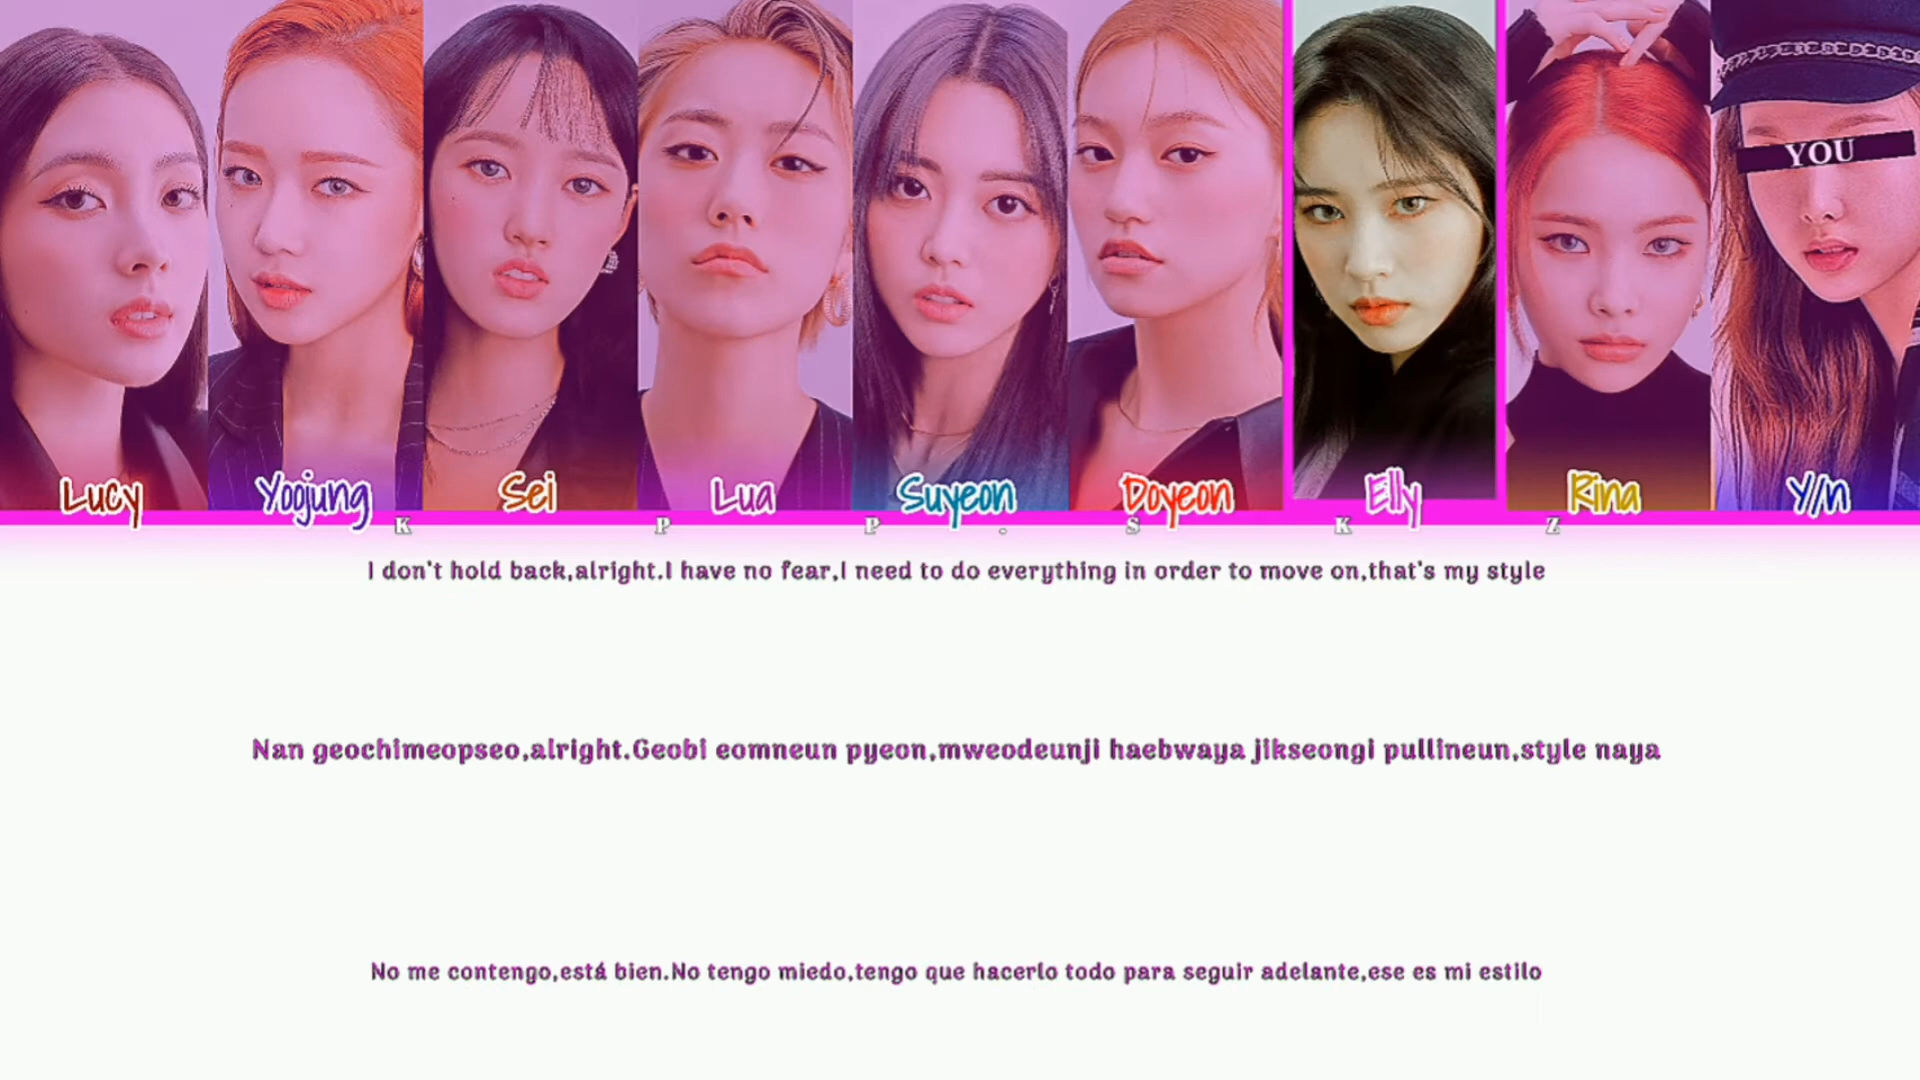 YOU
Lucy Yoojung Sei Lua Suyeon Doyeon Elly Rina Y/n
K P P . S K Z
I don't hold back,alright.I have no fear,I need to do everything in order to move on,that's my style
Nan geochimeopseo,alright.Geobi eomneun pyeon,mweodeunji haebwaya jikseongi pullineun,style naya
No me contengo,está bien.No tengo miedo,tengo que hacerlo todo para seguir adelante,ese es mi estilo